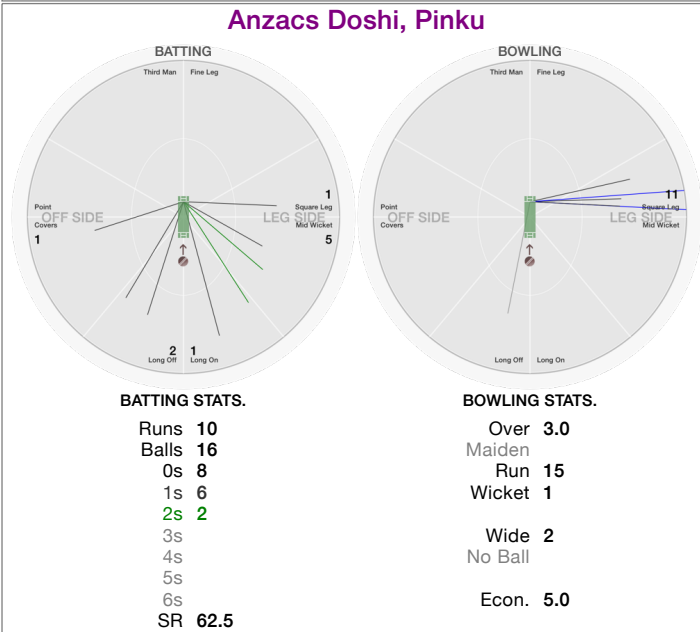 Anzacs Doshi, Pinku
BATTING
Third Man Fine Leg
1
Point
Square Leg
OFF SIDE LEG SIDE
Covers
Mid Wicket
1
5
2 1
Long Off Long On
BOWLING
Third Man Fine Leg
11
Point
Square Leg
OFF SIDE LEG SIDE
Covers
Mid Wicket
Long Off Long On
BATTING STATS.
Runs 10
Balls 16
0s 8
1s 6
2s 2
3s
4s
5s
6s
SR 62.5
BOWLING STATS.
Over 3.0
Maiden
Run 15
Wicket 1
Wide 2
No Ball
Econ. 5.0